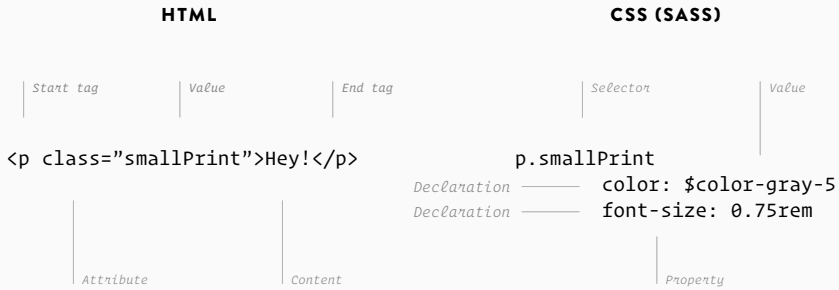 HTML
CSS (SASS)
Start tag
Value
End tag
Selector
Value
<p class=”smallPrint”>Hey!</p>
p.smallPrint
Declaration
color: $color-gray-5
Declaration
font-size: 0.75rem
Attribute
Content
Property